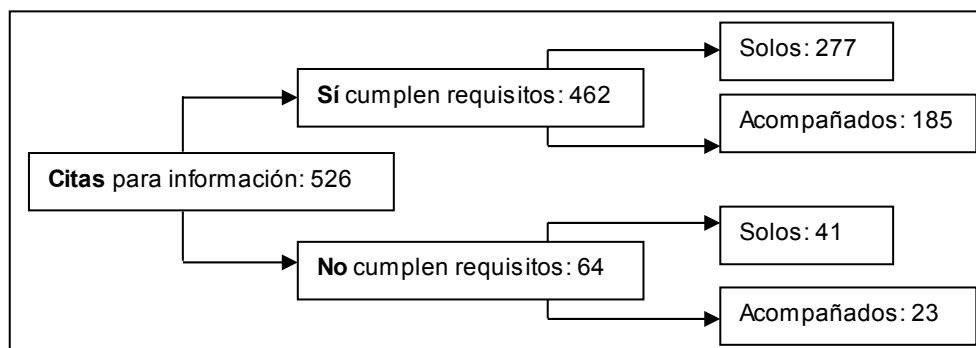 Solos: 277
Sí cumplen requisitos: 462
Acompañados: 185
Citas para información: 526
Solos: 41
No cumplen requisitos: 64
Acompañados: 23